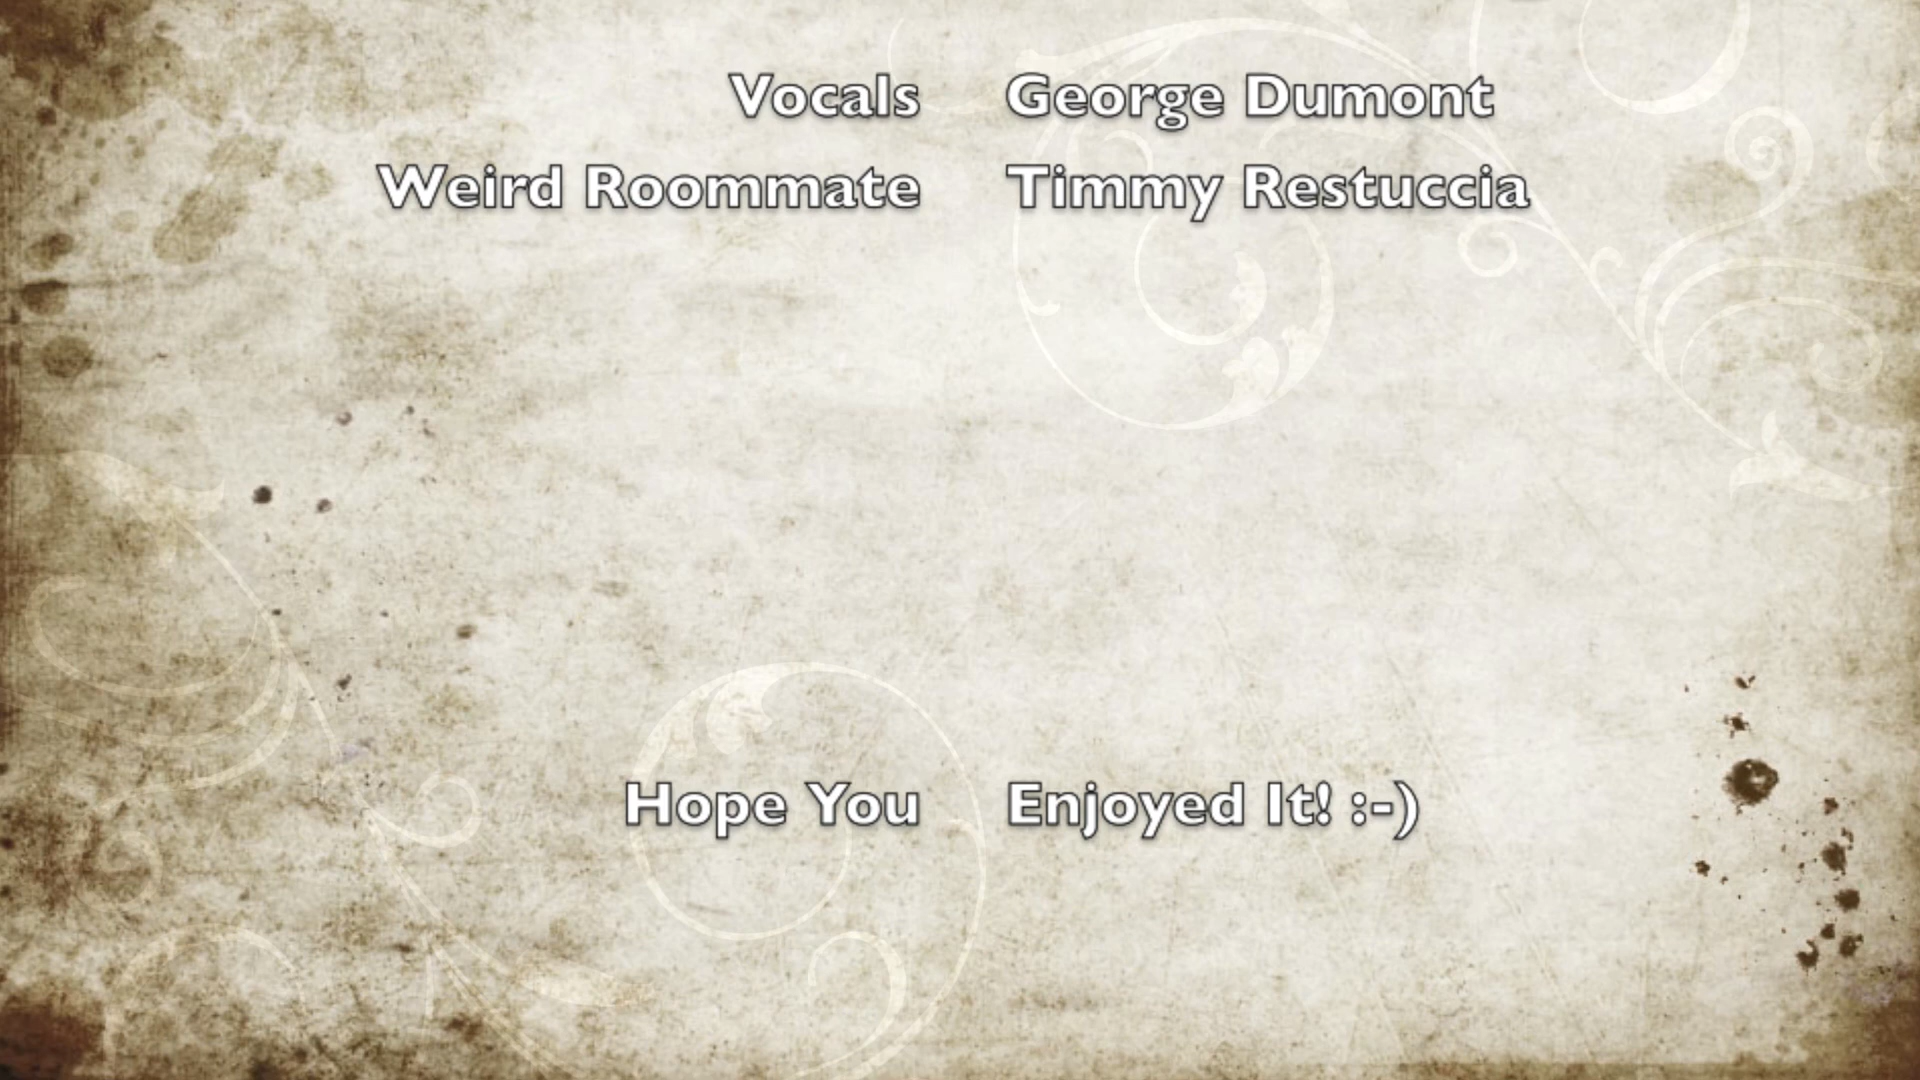 Vocals George Dumont
Weird Roommate Timmy Restuccia
Hope You Enjoyed It! :-)